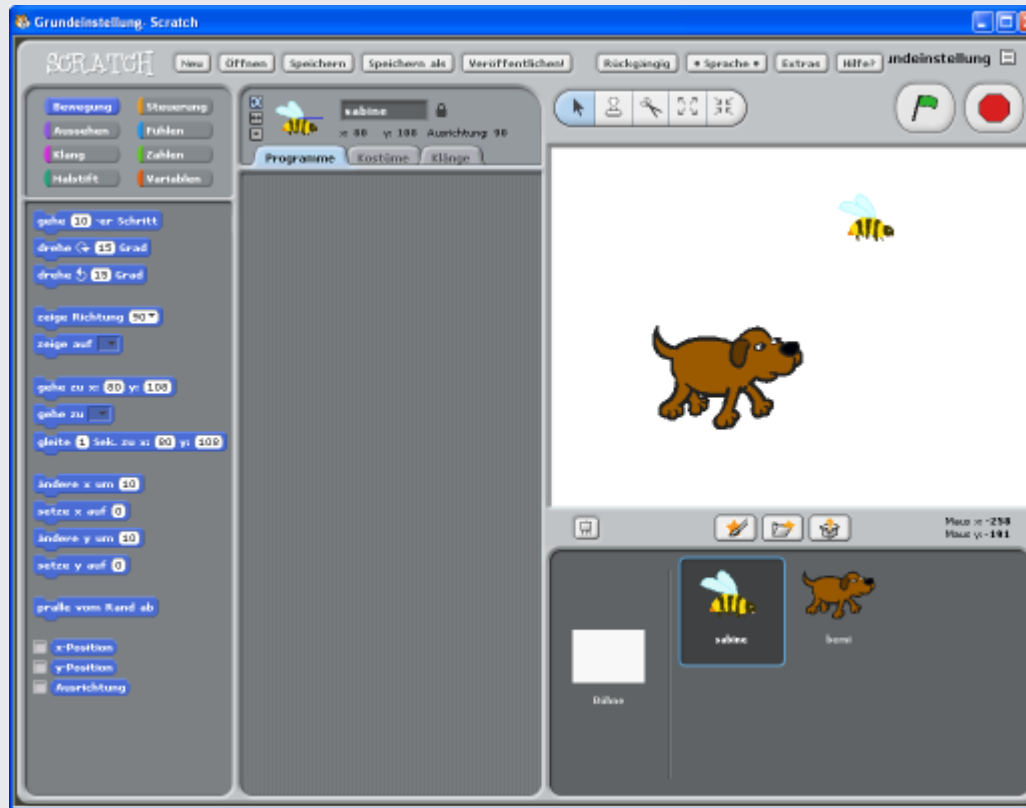 Grundeinstellung- Scratch
SCRATCH Neu Öffnen Speichern Speichern als Veröffentlichen! Rückgängig • Sprache • Extras Hilfe? undeinstellung
Bewegung Steuerung
Aussehen Fühlen
Klang Zahlen
Malstift Variablen
sabine
x: 80 y: 108 Ausrichtung: 90
Programme Kostüme Klänge
gehe 10 -er Schritt
drehe 15 Grad
drehe 15 Grad
zeige Richtung 90
zeige auf
gehe zu x: 80 y: 108
gehe zu
gleite 1 Sek. zu x: 80 y: 108
ändere x um 10
setze x auf 0
ändere y um 10
setze y auf 0
pralle vom Rand ab
x-Position
y-Position
Ausrichtung
Maus x: -258
Maus y: -191
sabine
Bühne